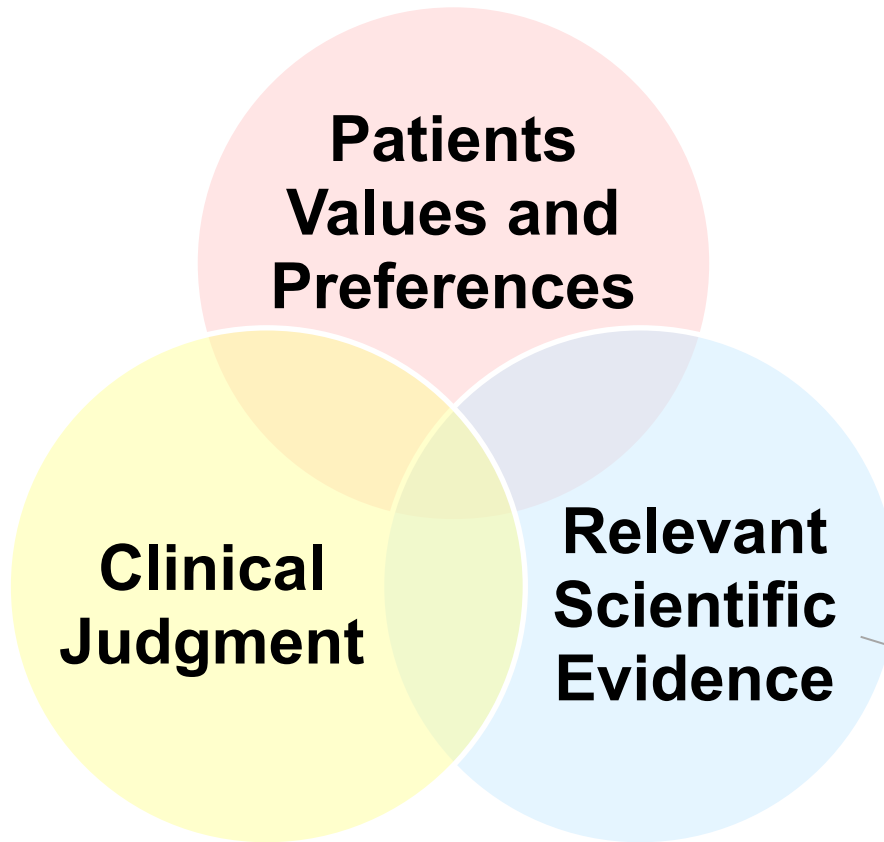 Patients
Values and
Preferences
Clinical
Judgment
Relevant
Scientific
Evidence